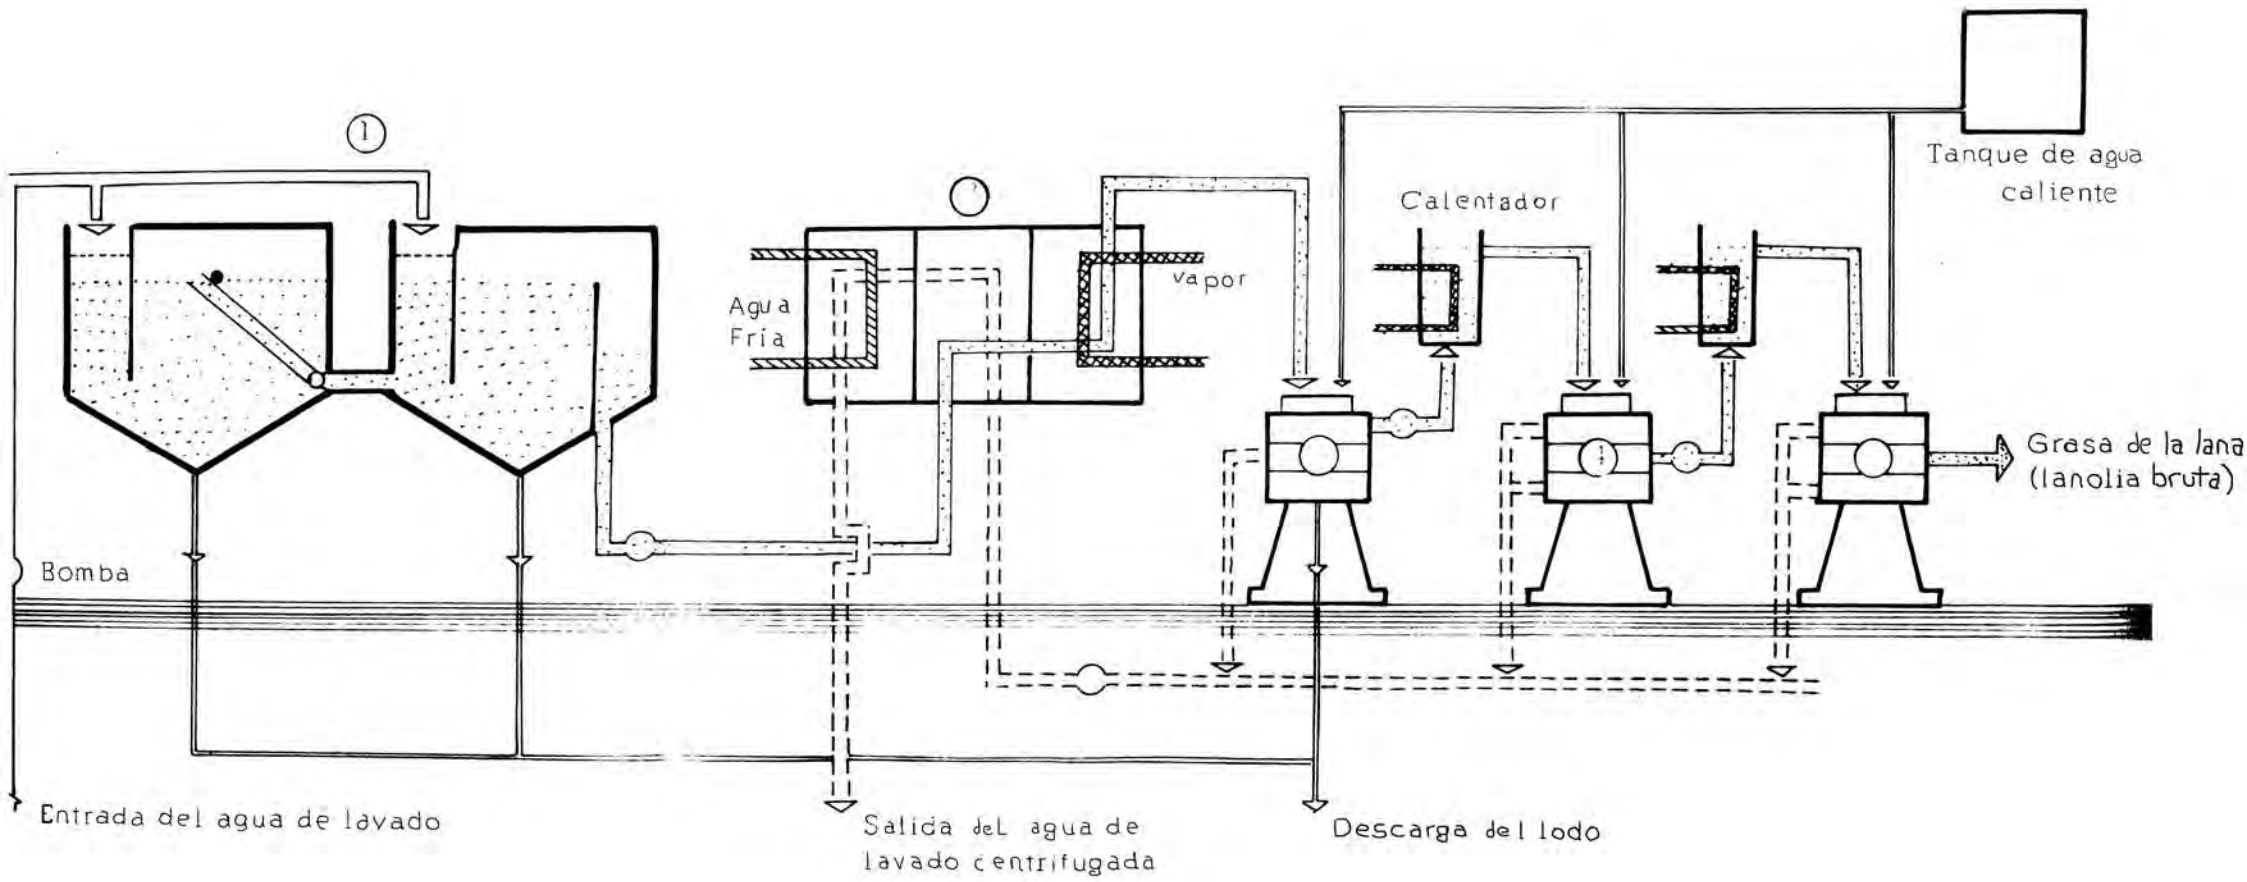 1
Tanque de agua
caliente
Calentador
Vapor
Agua
Fría
Grasa de la lana
(lanolia bruta)
Bomba
Entrada del agua de lavado
Salida del agua de
lavado centrifugada
Descarga del lodo